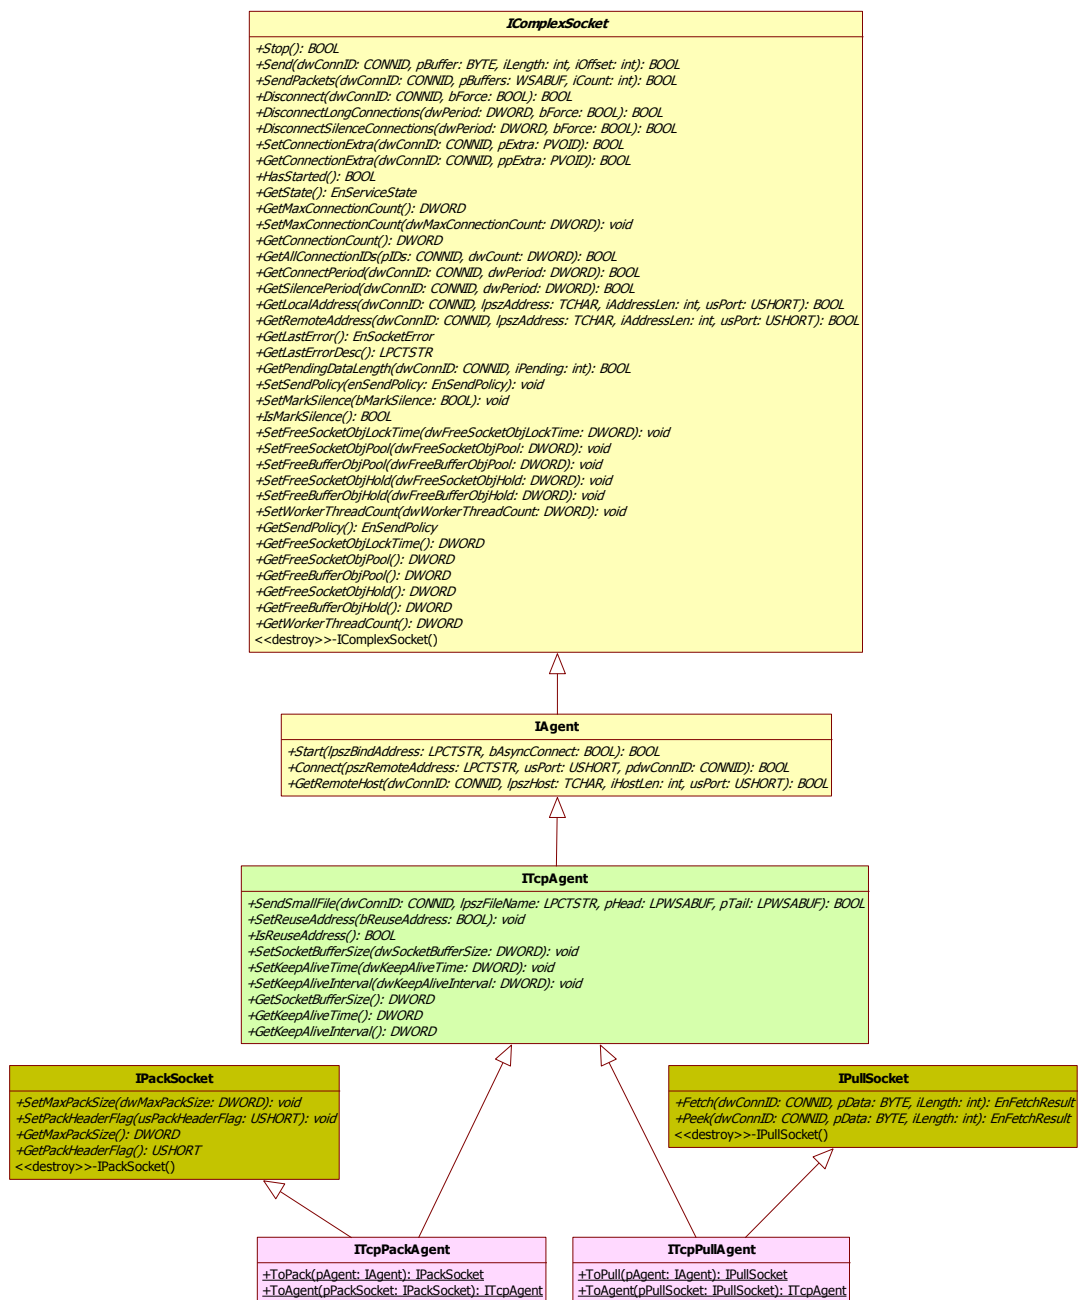 IComplexSocket
+Stop(): BOOL
+Send(dwConnID: CONNID, pBuffer: BYTE, iLength: int, iOffset: int): BOOL
+SendPackets(dwConnID: CONNID, pBuffers: WSABUF, iCount: int): BOOL
+Disconnect(dwConnID: CONNID, bForce: BOOL): BOOL
+DisconnectLongConnections(dwPeriod: DWORD, bForce: BOOL): BOOL
+DisconnectSilenceConnections(dwPeriod: DWORD, bForce: BOOL): BOOL
+SetConnectionExtra(dwConnID: CONNID, pExtra: PVOID): BOOL
+GetConnectionExtra(dwConnID: CONNID, ppExtra: PVOID): BOOL
+HasStarted(): BOOL
+GetState(): EnServiceState
+GetMaxConnectionCount(): DWORD
+SetMaxConnectionCount(dwMaxConnectionCount: DWORD): void
+GetConnectionCount(): DWORD
+GetAllConnectionIDs(pIDs: CONNID, dwCount: DWORD): BOOL
+GetConnectPeriod(dwConnID: CONNID, dwPeriod: DWORD): BOOL
+GetSilencePeriod(dwConnID: CONNID, dwPeriod: DWORD): BOOL
+GetLocalAddress(dwConnID: CONNID, lpszAddress: TCHAR, iAddressLen: int, usPort: USHORT): BOOL
+GetRemoteAddress(dwConnID: CONNID, lpszAddress: TCHAR, iAddressLen: int, usPort: USHORT): BOOL
+GetLastError(): EnSocketError
+GetLastErrorDesc(): LPCTSTR
+GetPendingDataLength(dwConnID: CONNID, iPending: int): BOOL
+SetSendPolicy(enSendPolicy: EnSendPolicy): void
+SetMarkSilence(bMarkSilence: BOOL): void
+IsMarkSilence(): BOOL
+SetFreeSocketObjLockTime(dwFreeSocketObjLockTime: DWORD): void
+SetFreeSocketObjPool(dwFreeSocketObjPool: DWORD): void
+SetFreeBufferObjPool(dwFreeBufferObjPool: DWORD): void
+SetFreeSocketObjHold(dwFreeSocketObjHold: DWORD): void
+SetFreeBufferObjHold(dwFreeBufferObjHold: DWORD): void
+SetWorkerThreadCount(dwWorkerThreadCount: DWORD): void
+GetSendPolicy(): EnSendPolicy
+GetFreeSocketObjLockTime(): DWORD
+GetFreeSocketObjPool(): DWORD
+GetFreeBufferObjPool(): DWORD
+GetFreeSocketObjHold(): DWORD
+GetFreeBufferObjHold(): DWORD
+GetWorkerThreadCount(): DWORD
<<destroy>>-IComplexSocket()
IAgent
+Start(lpszBindAddress: LPCTSTR, bAsyncConnect: BOOL): BOOL
+Connect(pszRemoteAddress: LPCTSTR, usPort: USHORT, pdwConnID: CONNID): BOOL
+GetRemoteHost(dwConnID: CONNID, lpszHost: TCHAR, iHostLen: int, usPort: USHORT): BOOL
ITcpAgent
+SendSmallFile(dwConnID: CONNID, lpszFileName: LPCTSTR, pHead: LPWSABUF, pTail: LPWSABUF): BOOL
+SetReuseAddress(bReuseAddress: BOOL): void
+IsReuseAddress(): BOOL
+SetSocketBufferSize(dwSocketBufferSize: DWORD): void
+SetKeepAliveTime(dwKeepAliveTime: DWORD): void
+SetKeepAliveInterval(dwKeepAliveInterval: DWORD): void
+GetSocketBufferSize(): DWORD
+GetKeepAliveTime(): DWORD
+GetKeepAliveInterval(): DWORD
IPackSocket
+SetMaxPackSize(dwMaxPackSize: DWORD): void
+SetPackHeaderFlag(usPackHeaderFlag: USHORT): void
+GetMaxPackSize(): DWORD
+GetPackHeaderFlag(): USHORT
<<destroy>>-IPackSocket()
IPullSocket
+Fetch(dwConnID: CONNID, pData: BYTE, iLength: int): EnFetchResult
+Peek(dwConnID: CONNID, pData: BYTE, iLength: int): EnFetchResult
<<destroy>>-IPullSocket()
ITcpPackAgent
+ToPack(pAgent: IAgent): IPackSocket
+ToAgent(pPackSocket: IPackSocket): ITcpAgent
ITcpPullAgent
+ToPull(pAgent: IAgent): IPullSocket
+ToAgent(pPullSocket: IPullSocket): ITcpAgent